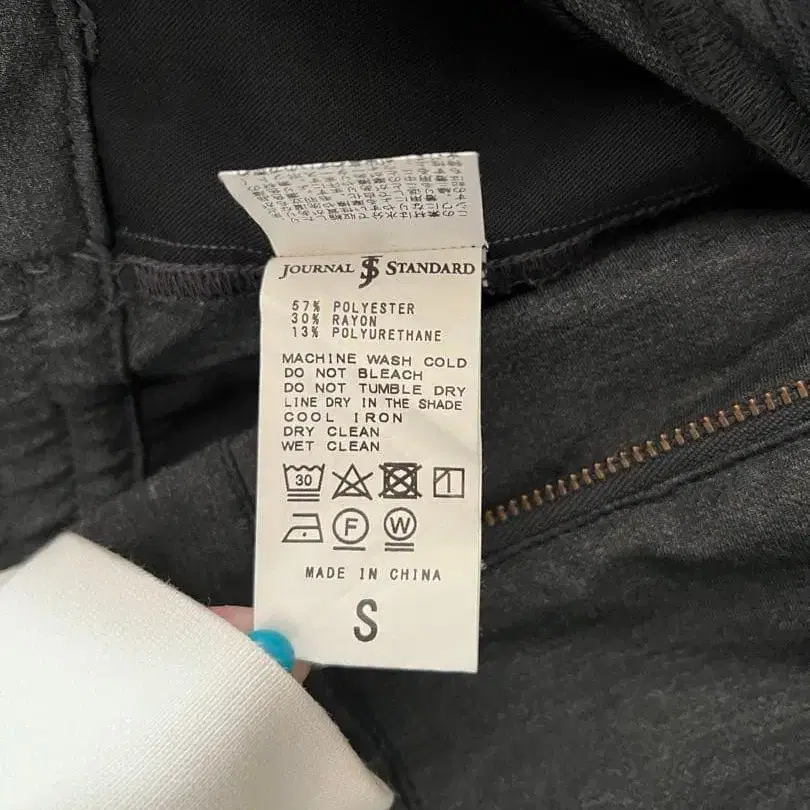 JOURNAL JS STANDARD
57% POLYESTER
30% RAYON
13% POLYURETHANE
MACHINE WASH COLD
DO NOT BLEACH
DO NOT TUMBLE DRY
LINE DRY IN THE SHADE
COOL IRON
DRY CLEAN
WET CLEAN
30
F W
MADE IN CHINA
S